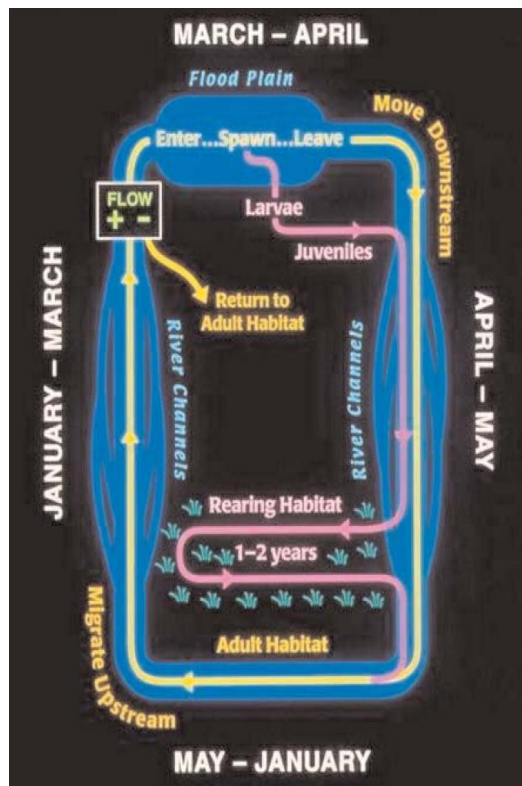 MARCH – APRIL
Flood Plain
Move Downstream
Enter...Spawn...Leave
FLOW
+ -
Larvae
Juveniles
Return to
Adult Habitat
JANUARY – MARCH
River Channels
River Channels
APRIL – MAY
Rearing Habitat
1–2 years
Adult Habitat
Migrate Upstream
MAY – JANUARY